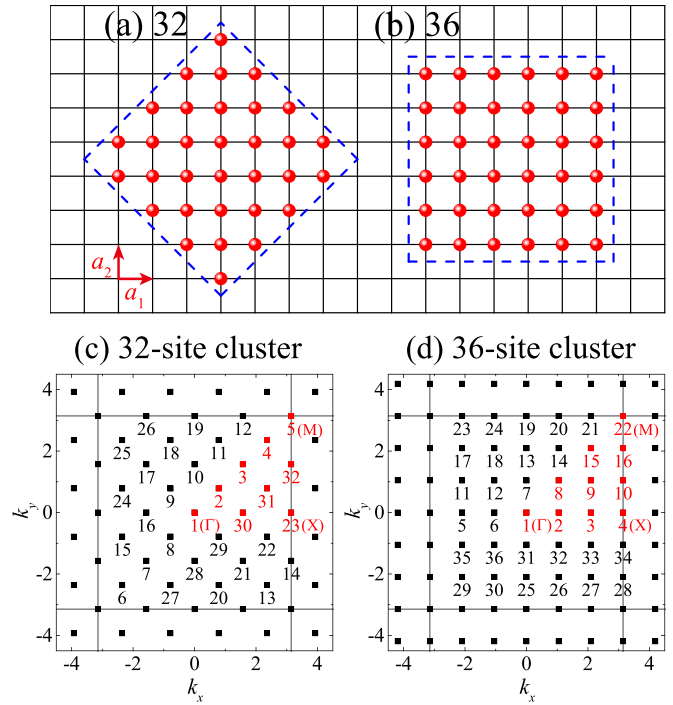 (a) 32 (b) 36
a₂
a₁
(c) 32-site cluster
4
2
0
-2
-4
k_y
26 19 12 5(M)
25 18 11 4
17 10 3 32
24 9 2 31
16 1(Γ) 30 23(X)
15 8 29 22
7 28 21 14
6 27 20 13
-4 -2 0 2 4
k_x
(d) 36-site cluster
4
2
0
-2
-4
k_y
23 24 19 20 21 22(M)
17 18 13 14 15 16
11 12 7 8 9 10
5 6 1(Γ) 2 3 4(X)
35 36 31 32 33 34
29 30 25 26 27 28
-4 -2 0 2 4
k_x